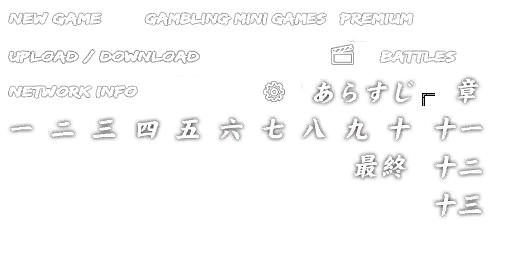 NEW GAME GAMBLING MINI GAMES PREMIUM
UPLOAD / DOWNLOAD BATTLES
NETWORK INFO あらすじ 章
一 二 三 四 五 六 七 八 九 十 十一
最終 十二
十三